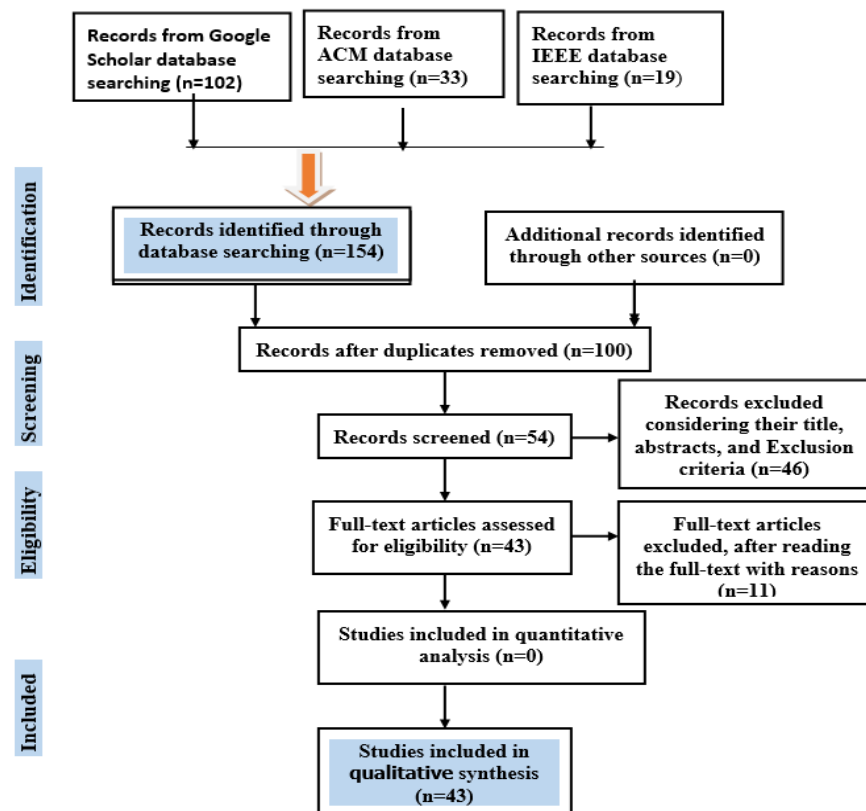 Records from Google
Scholar database
searching (n=102)
Records from
ACM database
searching (n=33)
Records from
IEEE database
searching (n=19)
Identification
Records identified through
database searching (n=154)
Additional records identified
through other sources (n=0)
Records after duplicates removed (n=100)
Screening
Records screened (n=54)
Records excluded
considering their title,
abstracts, and Exclusion
criteria (n=46)
Eligibility
Full-text articles assessed
for eligibility (n=43)
Full-text articles
excluded, after reading
the full-text with reasons
(n=11)
Studies included in quantitative
analysis (n=0)
Included
Studies included in
qualitative synthesis
(n=43)